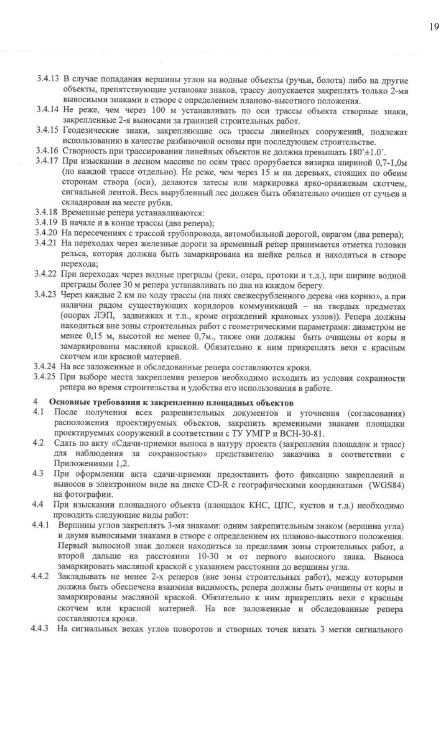 19
3.4.13 В случае попадания вершины углов на водные объекты (ручьи, болота) либо на другие
объекты, препятствующие установке знаков, трассу допускается закреплять только 2-мя
выносными знаками в створе с определением планово-высотного положения.
3.4.14 Не реже, чем через 100 м устанавливать по оси трассы объекта створные знаки,
закрепленные 2-я выносами за границей строительных работ.
3.4.15 Геодезические знаки, закрепляющие ось трассы линейных сооружений, подлежат
использованию в качестве разбивочной основы при последующем строительстве.
3.4.16 Створность при трассировании линейных объектов не должна превышать 180°±1.0´.
3.4.17 При изыскании в лесном массиве по осям трасс прорубается визирка шириной 0,7-1,0м
(по каждой трассе отдельно). Не реже, чем через 15 м на деревьях, стоящих по обеим
сторонам створа (оси), делаются затесы или маркировка ярко-оранжевым скотчем,
сигнальной лентой. Весь вырубленный лес должен быть обязательно очищен от сучьев и
складирован на месте рубки.
3.4.18 Временные репера устанавливаются:
3.4.19 В начале и в конце трассы (два репера);
3.4.20 На пересечениях с трассой трубопровода, автомобильной дорогой, оврагом (два репера);
3.4.21 На переходах через железные дороги за временный репер принимается отметка головки
рельса, которая должна быть замаркирована на шейке рельса и находиться в створе
перехода;
3.4.22 При переходах через водные преграды (реки, озера, протоки и т.д.), при ширине водной
преграды более 30 м репера устанавливать по два на каждом берегу.
3.4.23 Через каждые 2 км по ходу трассы (на пнях свежесрубленного дерева «на корню», а при
наличии рядом существующих коридоров коммуникаций – на твердых предметах
(опорах ЛЭП, задвижках и т.п., кроме ограждений крановых узлов)). Репера должны
находиться вне зоны строительных работ с геометрическими параметрами: диаметром не
менее 0,15 м, высотой не менее 0,7м., также они должны быть очищены от коры и
замаркированы масляной краской. Обязательно к ним прикреплять вехи с красным
скотчем или красной материей.
3.4.24 На все заложенные и обследованные репера составляются кроки.
3.4.25 При выборе места закрепления реперов необходимо исходить из условия сохранности
репера во время строительства и удобства его использования в работе.
4 Основные требования к закреплению площадных объектов
4.1 После получения всех разрешительных документов и уточнения (согласования)
расположения проектируемых объектов, закрепить временными знаками площадки
проектируемых сооружений в соответствии с ТУ УМГР и ВСН-30-81.
4.2 Сдать по акту «Сдачи-приемки выноса в натуру проекта (закрепления площадок и трасс)
для наблюдения за сохранностью» представителю заказчика в соответствии с
Приложениями 1,2.
4.3 При оформлении акта сдачи-приемки предоставить фото фиксацию закреплений и
выносов в электронном виде на диске CD-R с географическими координатами (WGS84)
на фотографии.
4.4 При изыскании площадного объекта (площадок КНС, ЦПС, кустов и т.д.) необходимо
проводить следующие виды работ:
4.4.1 Вершины углов закреплять 3-мя знаками: одним закрепительным знаком (вершина угла)
и двумя выносными знаками в створе с определением их планово-высотного положения.
Первый выносной знак должен находиться за пределами зоны строительных работ, а
второй дальше на расстоянии 10-30 м от первого выносного знака. Выноса
замаркировать масляной краской с указанием расстояния до вершины угла.
4.4.2 Закладывать не менее 2-х реперов (вне зоны строительных работ), между которыми
должна быть обеспечена взаимная видимость, репера должны быть очищены от коры и
замаркированы масляной краской. Обязательно к ним прикреплять вехи с красным
скотчем или красной материей. На все заложенные и обследованные репера
составляются кроки.
4.4.3 На сигнальных вехах углов поворотов и створных точек вязать 3 метки сигнального